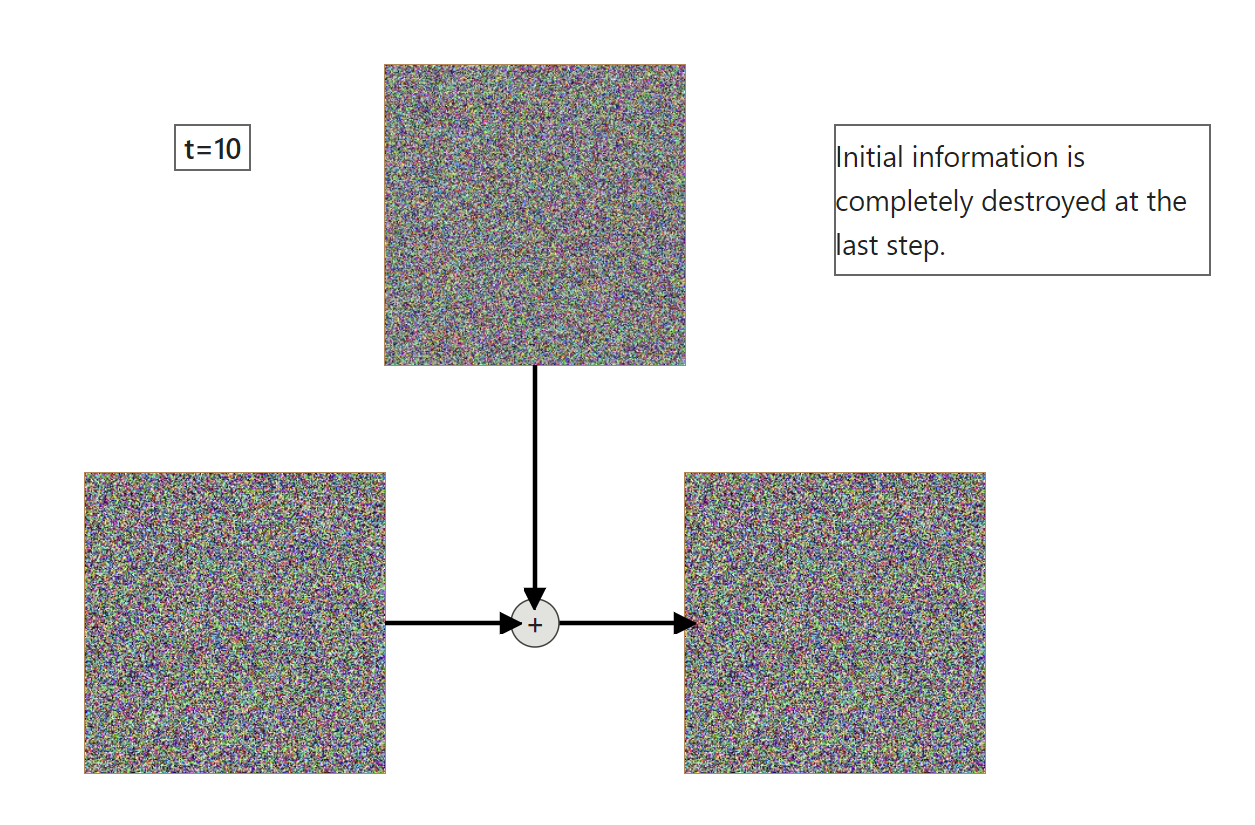 t=10
Initial information is
completely destroyed at the
last step.
+